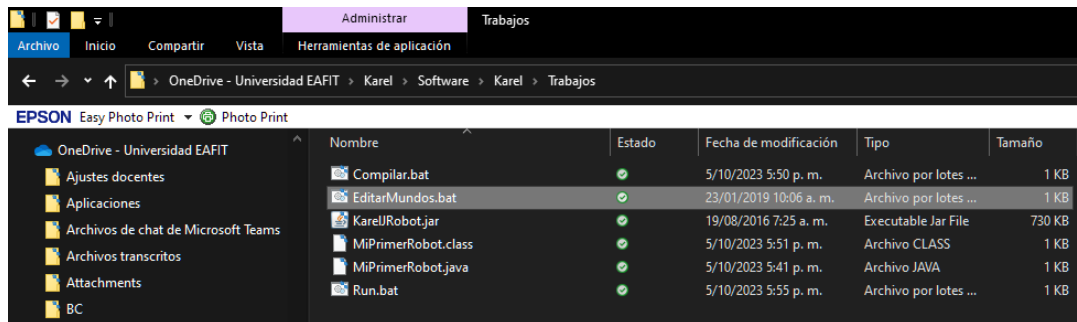 Administrar Trabajos
Archivo Inicio Compartir Vista Herramientas de aplicación
OneDrive - Universidad EAFIT > Karel > Software > Karel > Trabajos
EPSON Easy Photo Print Photo Print
OneDrive - Universidad EAFIT
Ajustes docentes
Aplicaciones
Archivos de chat de Microsoft Teams
Archivos transcritos
Attachments
BC
Nombre Estado Fecha de modificación Tipo Tamaño
Compilar.bat 5/10/2023 5:50 p. m. Archivo por lotes ... 1 KB
EditarMundos.bat 23/01/2019 10:06 a. m. Archivo por lotes ... 1 KB
KarelJRobot.jar 19/08/2016 7:25 a. m. Executable Jar File 730 KB
MiPrimerRobot.class 5/10/2023 5:51 p. m. Archivo CLASS 1 KB
MiPrimerRobot.java 5/10/2023 5:41 p. m. Archivo JAVA 1 KB
Run.bat 5/10/2023 5:55 p. m. Archivo por lotes ... 1 KB